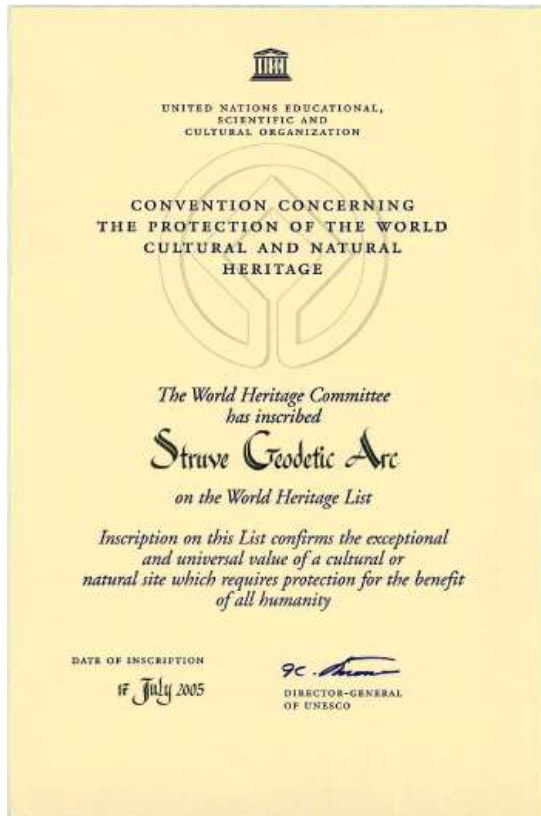 UNITED NATIONS EDUCATIONAL,
SCIENTIFIC AND
CULTURAL ORGANIZATION
CONVENTION CONCERNING
THE PROTECTION OF THE WORLD
CULTURAL AND NATURAL
HERITAGE
The World Heritage Committee
has inscribed
Struve Geodetic Arc
on the World Heritage List
Inscription on this List confirms the exceptional
and universal value of a cultural or
natural site which requires protection for the benefit
of all humanity
DATE OF INSCRIPTION
17 July 2005
DIRECTOR-GENERAL
OF UNESCO